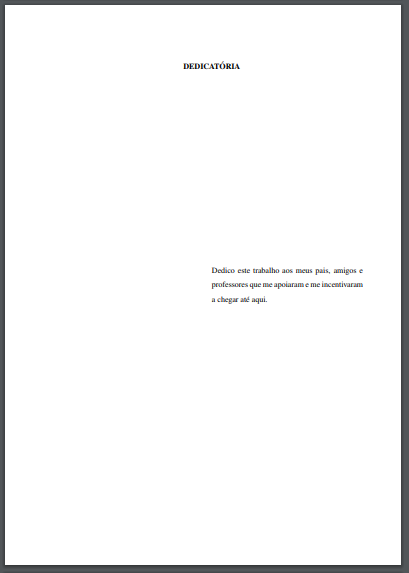 DEDICATÓRIA
Dedico este trabalho aos meus pais, amigos e
professores que me apoiaram e me incentivaram
a chegar até aqui.